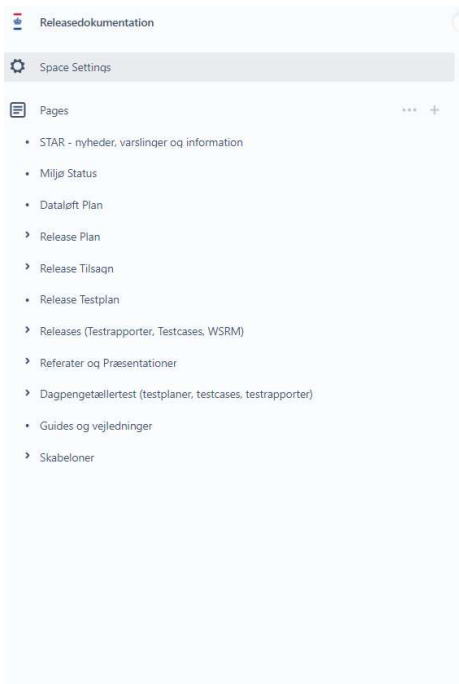 Releasedokumentation
Space Settings
Pages
STAR - nyheder, varslinger og information
Miljø Status
Dataløft Plan
Release Plan
Release Tilsagn
Release Testplan
Releases (Testrapporter, Testcases, WSRM)
Referater og Præsentationer
Dagpengetællertest (testplaner, testcases, testrapporter)
Guides og vejledninger
Skabeloner